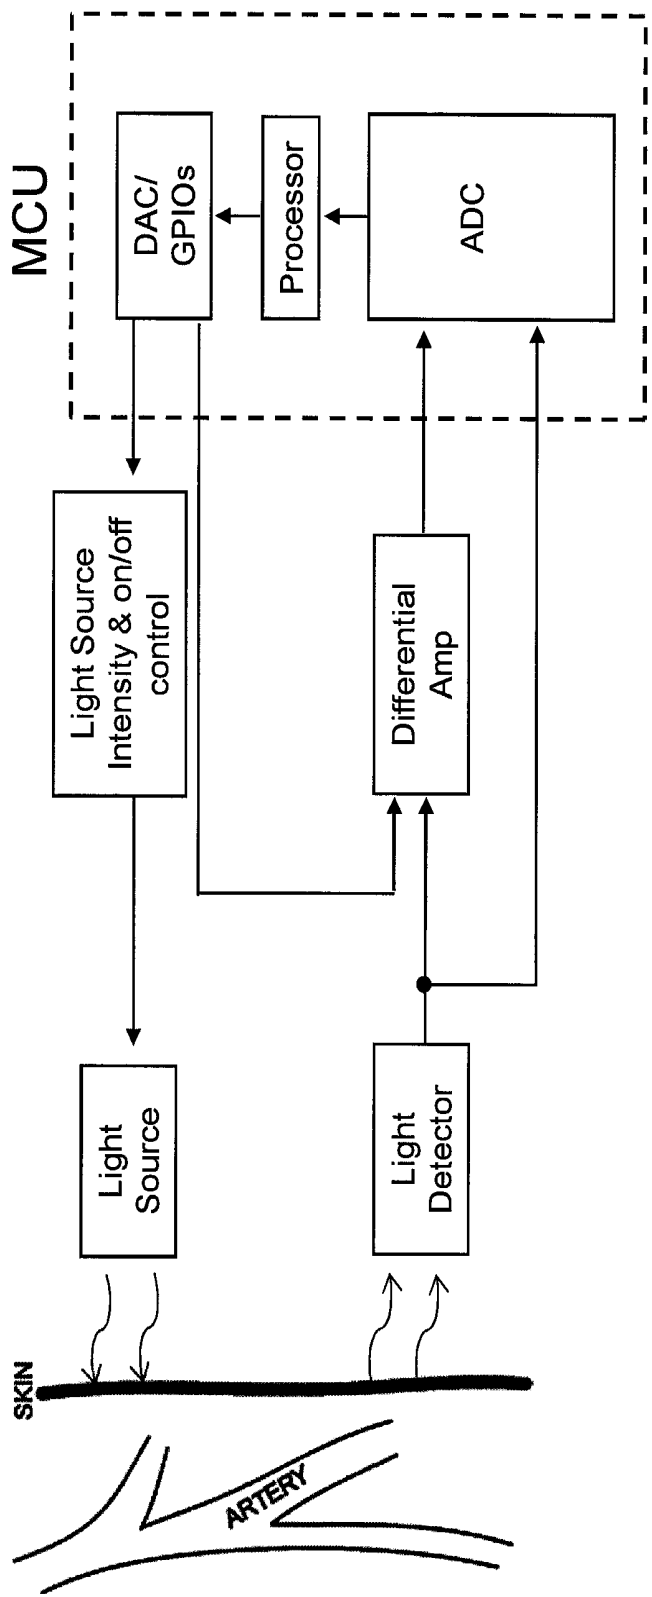 MCU
DAC/
GPIOs
Processor
ADC
Light Source
Intensity & on/off
control
Differential
Amp
Light
Source
Light
Detector
SKIN
ARTERY